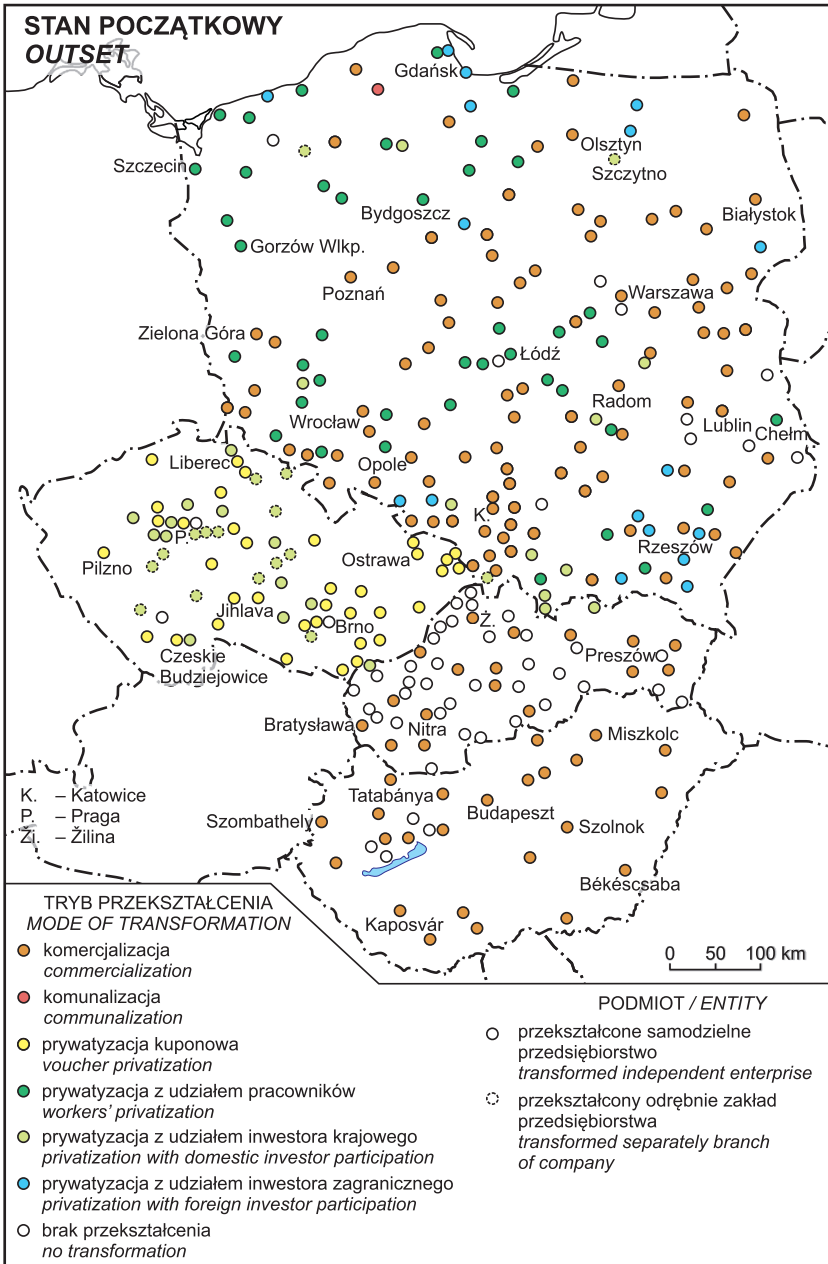 STAN POCZĄTKOWY
OUTSET
Gdańsk
Olsztyn
Szczytno
Szczecin
Bydgoszcz
Białystok
Gorzów Wlkp.
Poznań
Warszawa
Zielona Góra
Łódź
Radom
Wrocław
Lublin
Chełm
Liberec
Opole
K.
P.
Rzeszów
Pilzno
Ostrawa
Jihlava
Ż.
Brno
Czeskie
Budziejowice
Preszów
Bratysława
Nitra
Miszkolc
K. – Katowice
P. – Praga
Żi. – Žilina
Tatabánya
Budapeszt
Szombathely
Szolnok
Békéscsaba
Kaposvár
0 50 100 km
TRYB PRZEKSZTAŁCENIA
MODE OF TRANSFORMATION
komercjalizacja
commercialization
komunalizacja
communalization
prywatyzacja kuponowa
voucher privatization
prywatyzacja z udziałem pracowników
workers' privatization
prywatyzacja z udziałem inwestora krajowego
privatization with domestic investor participation
prywatyzacja z udziałem inwestora zagranicznego
privatization with foreign investor participation
brak przekształcenia
no transformation
PODMIOT / ENTITY
przekształcone samodzielne
przedsiębiorstwo
transformed independent enterprise
przekształcony odrębnie zakład
przedsiębiorstwa
transformed separately branch
of company